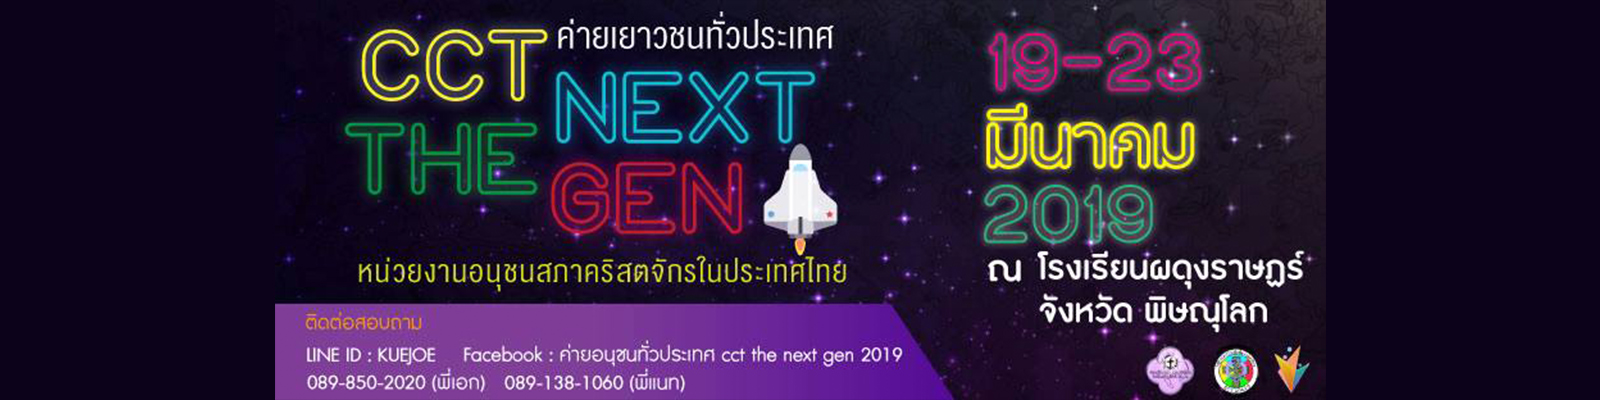 CCT ค่ายเยาวชนทั่วประเทศ
NEXT
THE
GEN
หน่วยงานอนุชนสภาคริสตจักรในประเทศไทย
19-23
มีนาคม
2019
ณ โรงเรียนผดุงราษฎร์
จังหวัด พิษณุโลก
ติดต่อสอบถาม
LINE ID : KUEJOE Facebook : ค่ายอนุชนทั่วประเทศ cct the next gen 2019
089-850-2020 (พี่เอก) 089-138-1060 (พี่แนท)